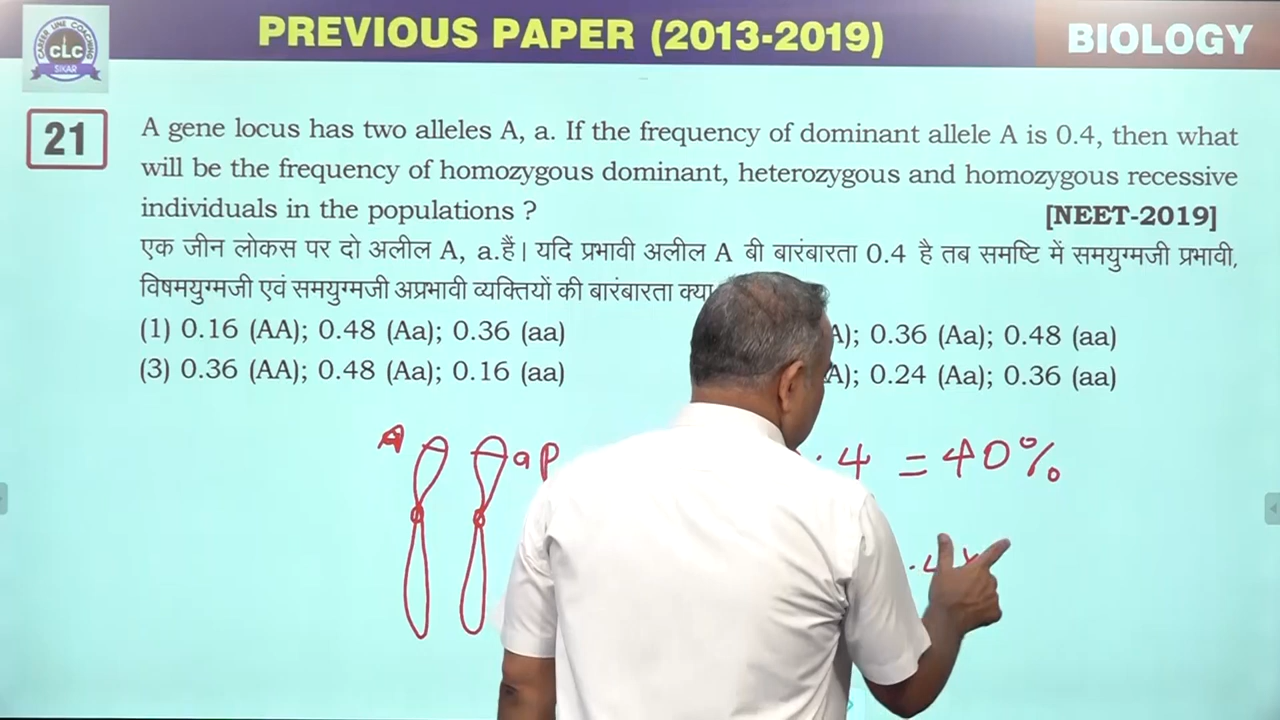 PREVIOUS PAPER (2013-2019)
BIOLOGY
CAREER LINE COACHING
CLC
SIKAR
21
A gene locus has two alleles A, a. If the frequency of dominant allele A is 0.4, then what
will be the frequency of homozygous dominant, heterozygous and homozygous recessive
individuals in the populations ?
[NEET-2019]
एक जीन लोकस पर दो अलील A, a.हैं। यदि प्रभावी अलील A बी बारंबारता 0.4 है तब समष्टि में समयुग्मजी प्रभावी,
विषमयुग्मजी एवं समयुग्मजी अप्रभावी व्यक्तियों की बारंबारता क्या
(1) 0.16 (AA); 0.48 (Aa); 0.36 (aa)
A); 0.36 (Aa); 0.48 (aa)
(3) 0.36 (AA); 0.48 (Aa); 0.16 (aa)
A); 0.24 (Aa); 0.36 (aa)
A a P .4 = 40%